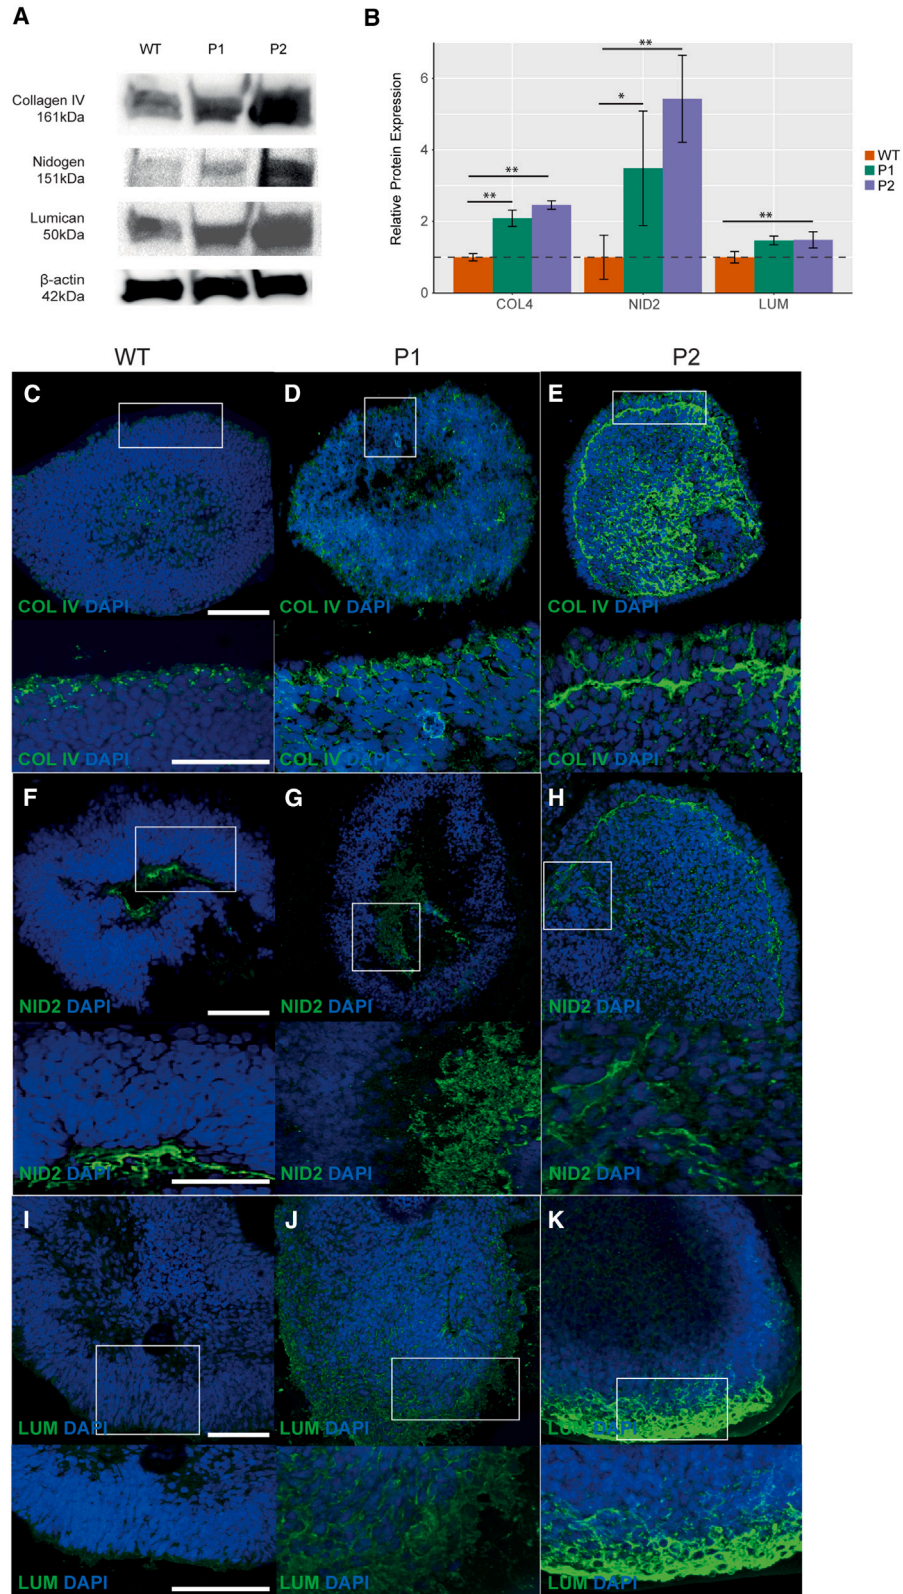 A
WT P1 P2
Collagen IV
161kDa
Nidogen
151kDa
Lumican
50kDa
β-actin
42kDa
B
Relative Protein Expression
6
4
2
0
** ** * ** **
COL4 NID2 LUM
WT
P1
P2
WT P1 P2
C D E
COL IV DAPI COL IV DAPI COL IV DAPI
COL IV DAPI COL IV DAPI COL IV DAPI
F G H
NID2 DAPI NID2 DAPI NID2 DAPI
NID2 DAPI NID2 DAPI NID2 DAPI
I J K
LUM DAPI LUM DAPI LUM DAPI
LUM DAPI LUM DAPI LUM DAPI